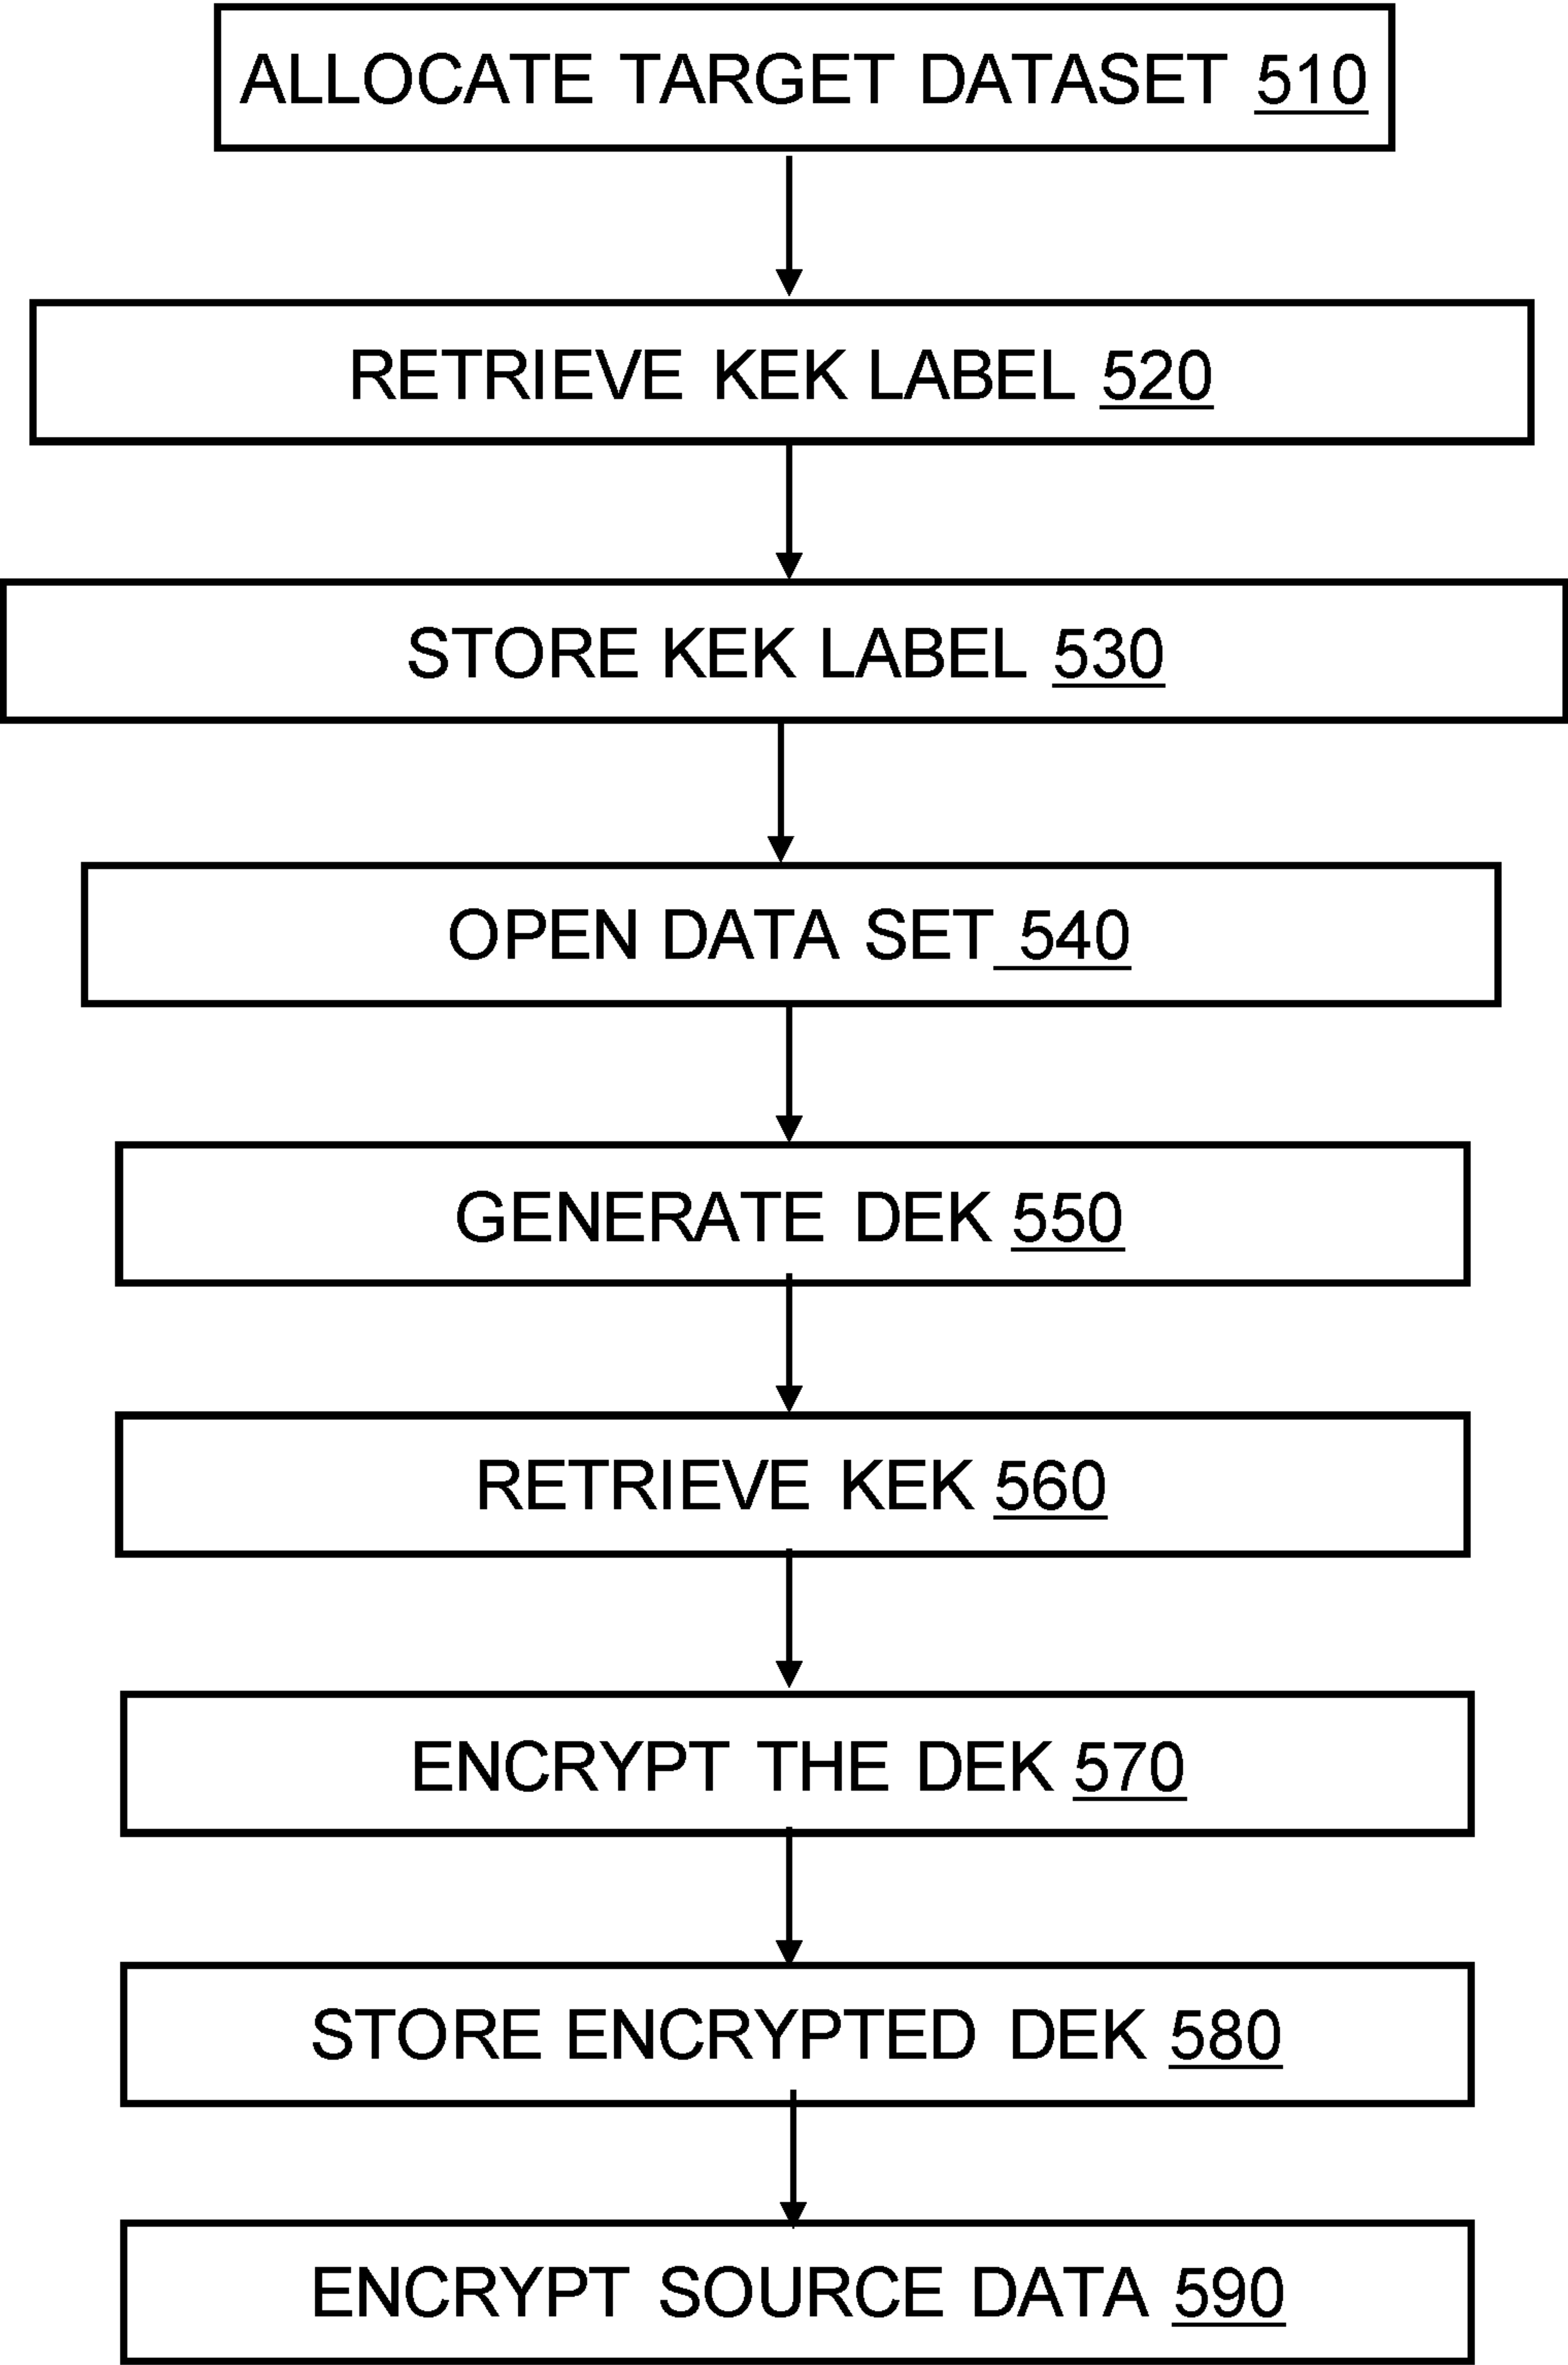 ALLOCATE TARGET DATASET 510
RETRIEVE KEK LABEL 520
STORE KEK LABEL 530
OPEN DATA SET 540
GENERATE DEK 550
RETRIEVE KEK 560
ENCRYPT THE DEK 570
STORE ENCRYPTED DEK 580
ENCRYPT SOURCE DATA 590